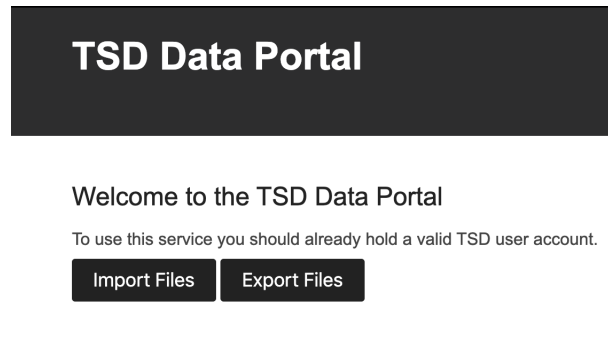 TSD Data Portal
Welcome to the TSD Data Portal
To use this service you should already hold a valid TSD user account.
Import Files Export Files